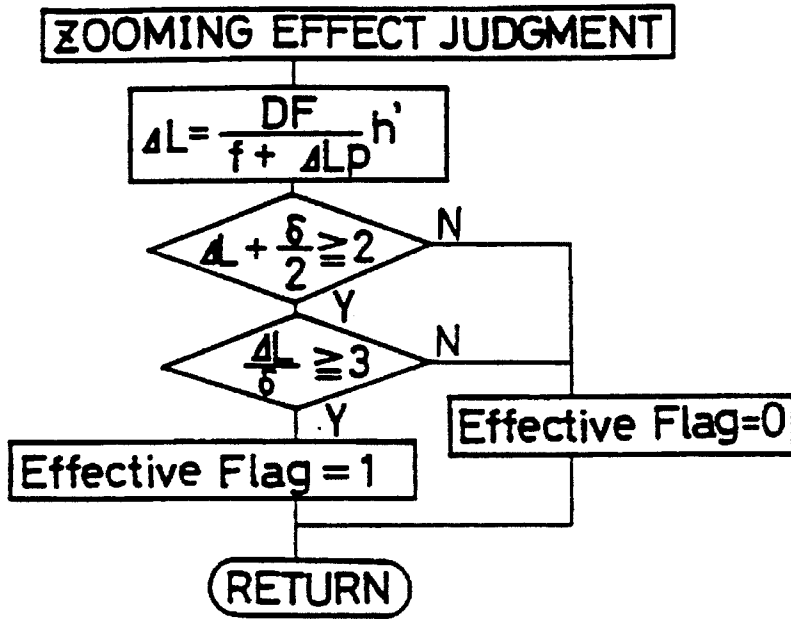 ZOOMING EFFECT JUDGMENT
ΔL = DF / (f + ΔLp) h'
ΔL + δ/2 ≧ 2
N
Y
ΔL/δ ≧ 3
N
Y
Effective Flag=0
Effective Flag = 1
RETURN